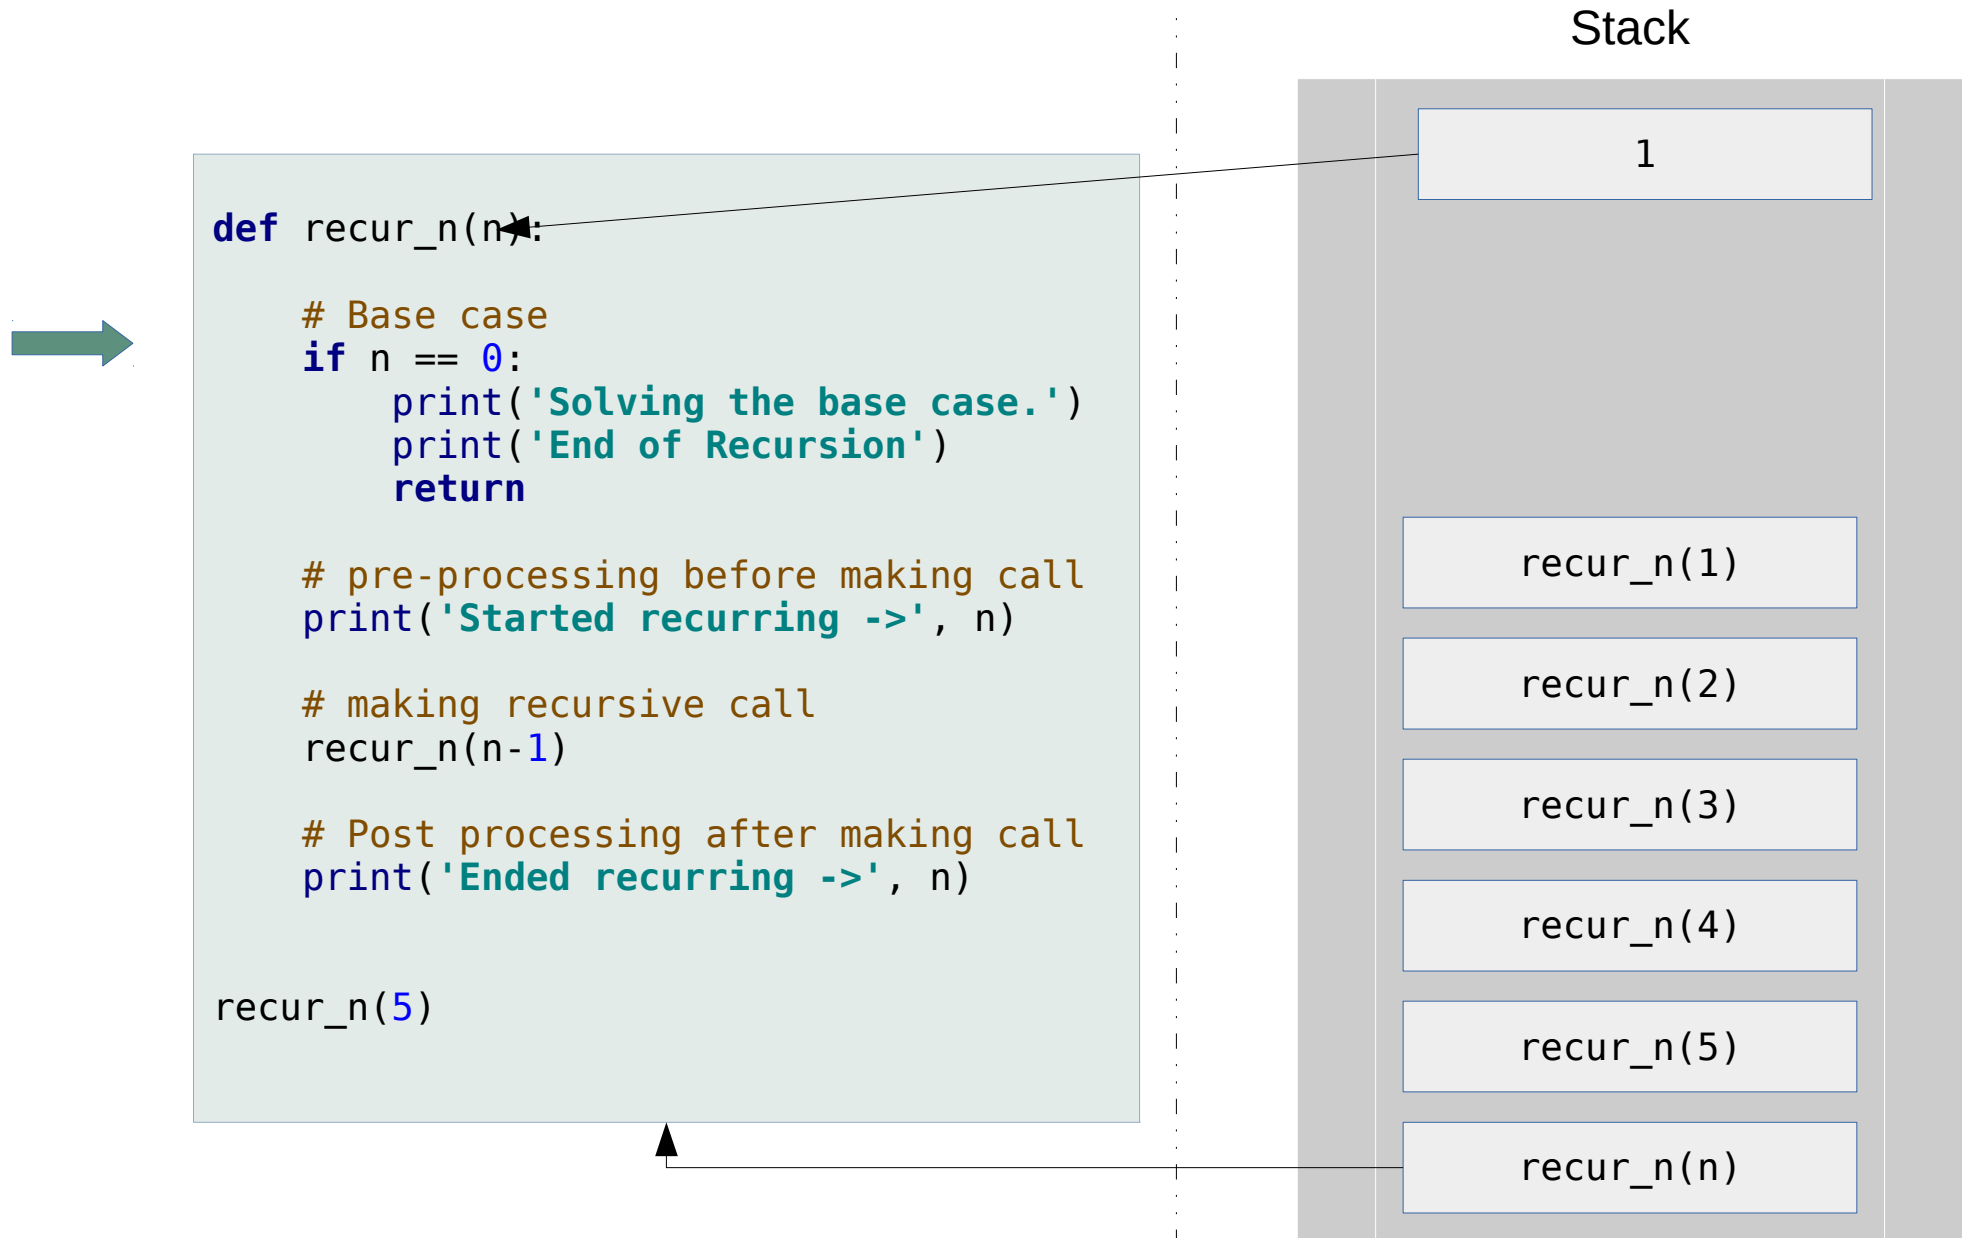 Stack
1
def recur_n(n):
    # Base case
    if n == 0:
        print('Solving the base case.')
        print('End of Recursion')
        return
    # pre-processing before making call
    print('Started recurring ->', n)
    # making recursive call
    recur_n(n-1)
    # Post processing after making call
    print('Ended recurring ->', n)
recur_n(5)
recur_n(1)
recur_n(2)
recur_n(3)
recur_n(4)
recur_n(5)
recur_n(n)